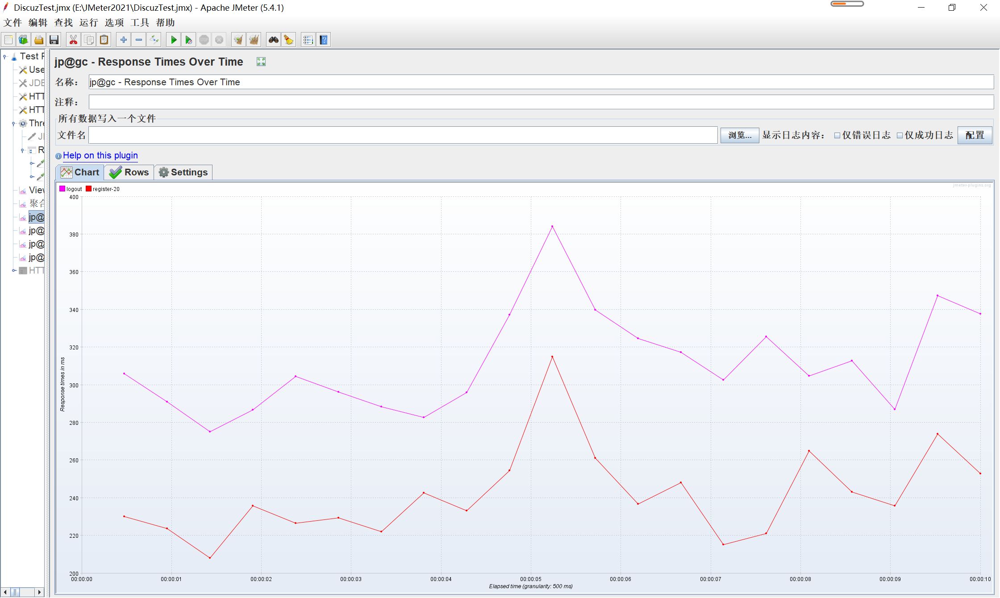 DiscuzTest.jmx (E:\JMeter2021\DiscuzTest.jmx) - Apache JMeter (5.4.1)
文件 编辑 查找 运行 选项 工具 帮助
Test P
Use
JDB
HTT
HTT
Thre
JI
R
View
聚合
jp@
jp@
jp@
jp@
HTT
jp@gc - Response Times Over Time
名称： jp@gc - Response Times Over Time
注释：
所有数据写入一个文件
文件名 浏览... 显示日志内容： 仅错误日志 仅成功日志 配置
Help on this plugin
Chart Rows Settings
logout register-20
jmeter-plugins.org
400
380
360
340
320
300
280
260
240
220
200
Response times in ms
00:00:00 00:00:01 00:00:02 00:00:03 00:00:04 00:00:05 00:00:06 00:00:07 00:00:08 00:00:09 00:00:10
Elapsed time (granularity: 500 ms)